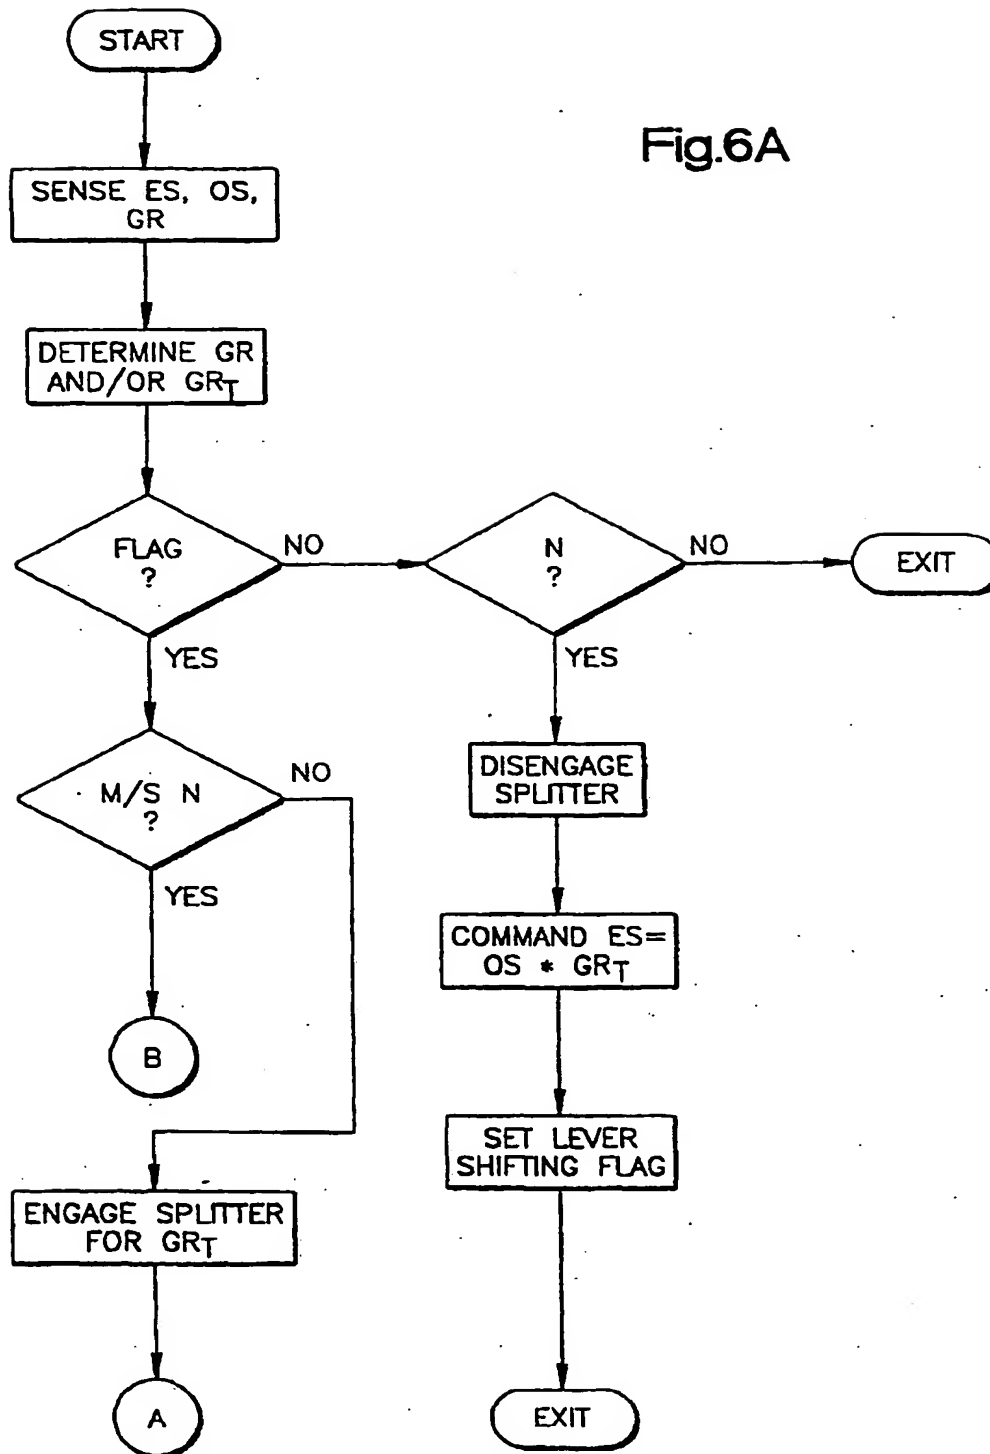 START
Fig.6A
SENSE ES, OS,
GR
DETERMINE GR
AND/OR GRT
FLAG
?
NO
N
?
NO
EXIT
YES
YES
M/S N
?
NO
DISENGAGE
SPLITTER
YES
COMMAND ES=
OS * GRT
B
SET LEVER
SHIFTING FLAG
ENGAGE SPLITTER
FOR GRT
A
EXIT